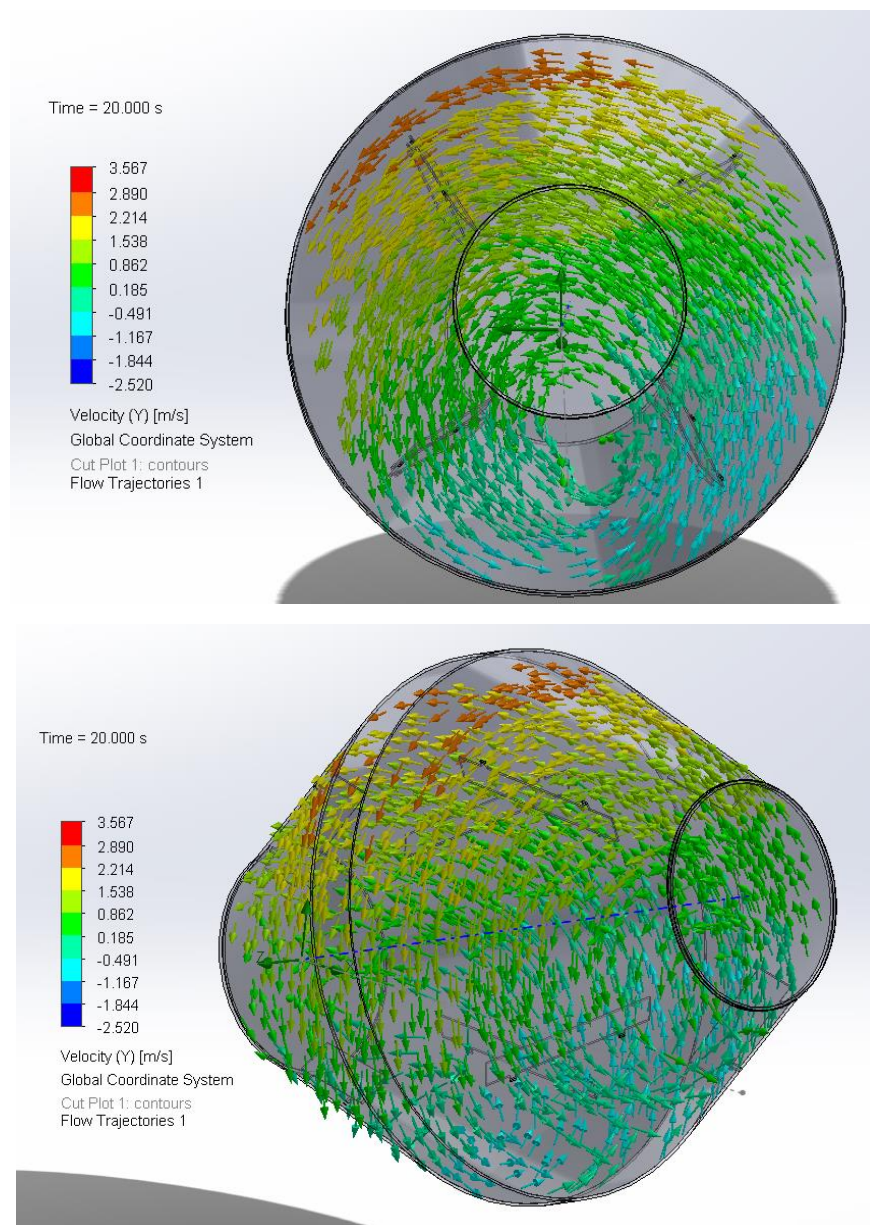 Time = 20.000 s
3.567
2.890
2.214
1.538
0.862
0.185
-0.491
-1.167
-1.844
-2.520
Velocity (Y) [m/s]
Global Coordinate System
Cut Plot 1: contours
Flow Trajectories 1
Time = 20.000 s
3.567
2.890
2.214
1.538
0.862
0.185
-0.491
-1.167
-1.844
-2.520
Z
Velocity (Y) [m/s]
Global Coordinate System
Cut Plot 1: contours
Flow Trajectories 1